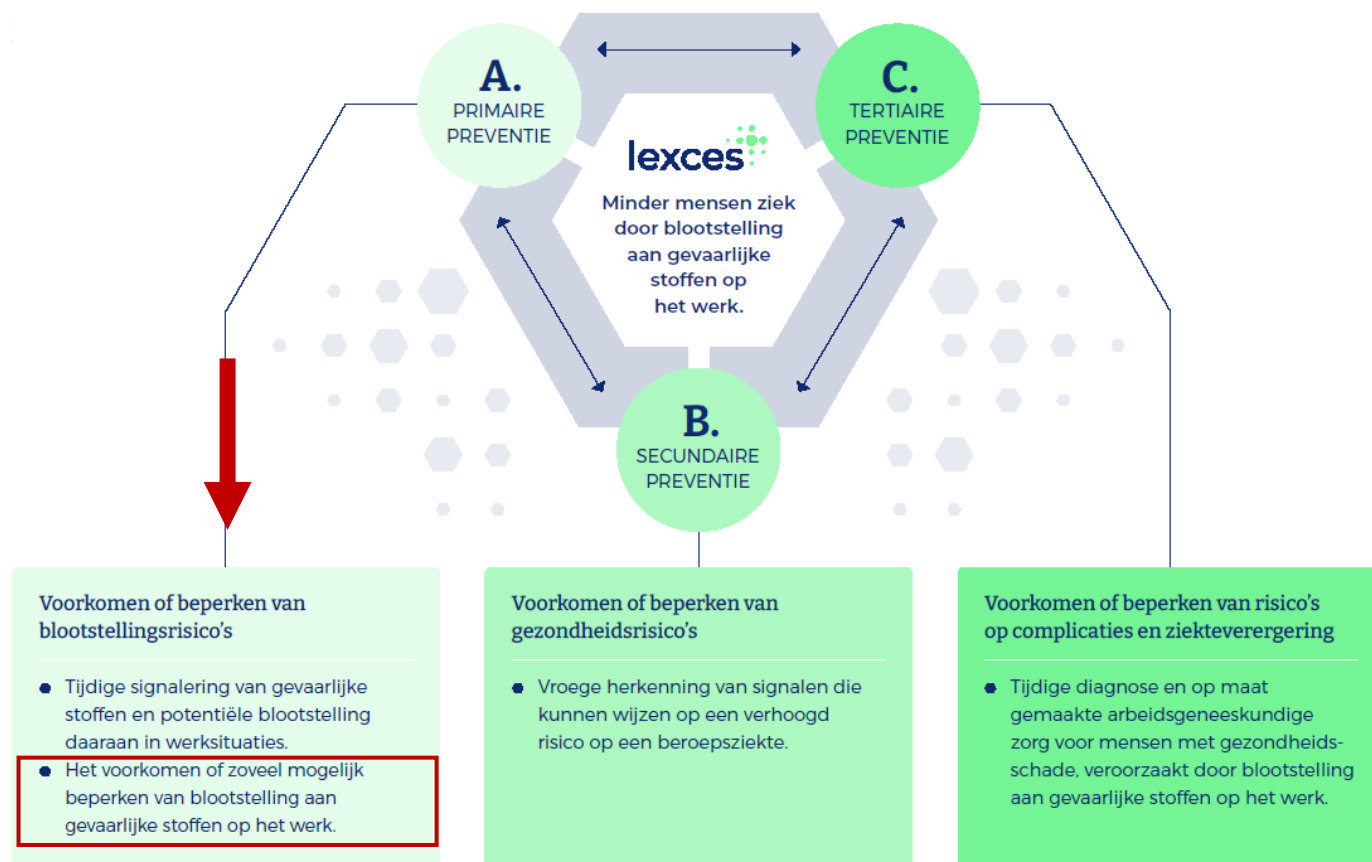 A.
PRIMAIRE
PREVENTIE
C.
TERTIAIRE
PREVENTIE
lexces
Minder mensen ziek
door blootstelling
aan gevaarlijke
stoffen op
het werk.
B.
SECUNDAIRE
PREVENTIE
Voorkomen of beperken van
blootstellingsrisico's
Tijdige signalering van gevaarlijke
stoffen en potentiële blootstelling
daaraan in werksituaties.
Het voorkomen of zoveel mogelijk
beperken van blootstelling aan
gevaarlijke stoffen op het werk.
Voorkomen of beperken van
gezondheidsrisico's
Vroege herkenning van signalen die
kunnen wijzen op een verhoogd
risico op een beroepsziekte.
Voorkomen of beperken van risico's
op complicaties en ziekteverergering
Tijdige diagnose en op maat
gemaakte arbeidsgeneeskundige
zorg voor mensen met gezondheids-
schade, veroorzaakt door blootstelling
aan gevaarlijke stoffen op het werk.